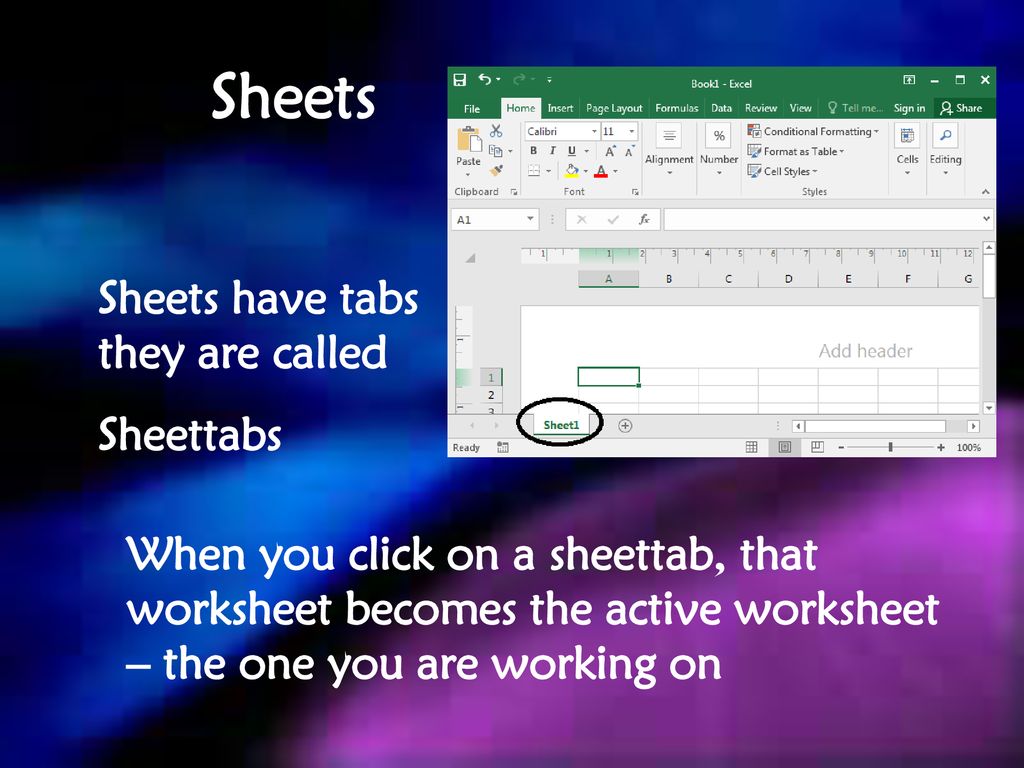 Sheets
Book1 - Excel
File Home Insert Page Layout Formulas Data Review View Tell me... Sign in Share
Calibri 11 Conditional Formatting
% Format as Table
Paste B I U A A Alignment Number Cell Styles Cells Editing
A
Clipboard Font Styles
A1 fx
1 1 2 3 4 5 6 7 8 9 10 11 12
A B C D E F G
Add header
1
2
3
Sheet1
Ready 100%
Sheets have tabs
they are called
Sheettabs
When you click on a sheettab, that
worksheet becomes the active worksheet
– the one you are working on